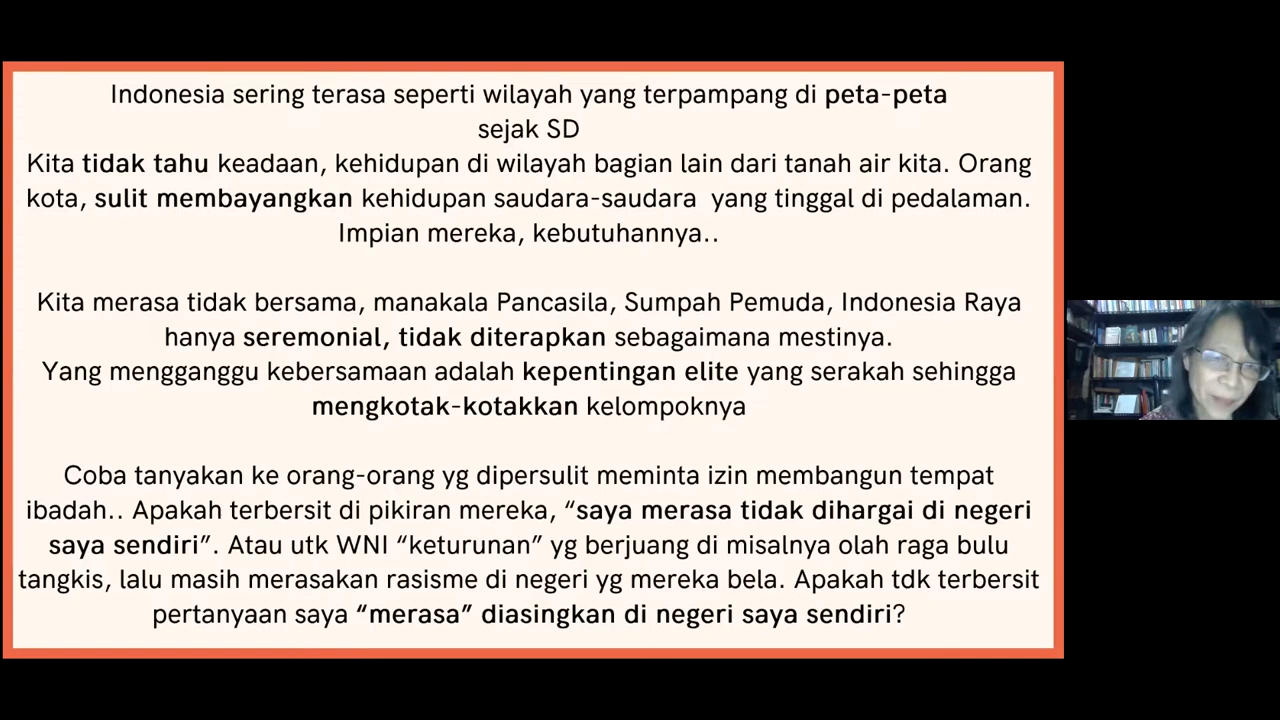 Indonesia sering terasa seperti wilayah yang terpampang di peta-peta
sejak SD
Kita tidak tahu keadaan, kehidupan di wilayah bagian lain dari tanah air kita. Orang
kota, sulit membayangkan kehidupan saudara-saudara yang tinggal di pedalaman.
Impian mereka, kebutuhannya..
Kita merasa tidak bersama, manakala Pancasila, Sumpah Pemuda, Indonesia Raya
hanya seremonial, tidak diterapkan sebagaimana mestinya.
Yang mengganggu kebersamaan adalah kepentingan elite yang serakah sehingga
mengkotak-kotakkan kelompoknya
Coba tanyakan ke orang-orang yg dipersulit meminta izin membangun tempat
ibadah.. Apakah terbersit di pikiran mereka, “saya merasa tidak dihargai di negeri
saya sendiri”. Atau utk WNI “keturunan” yg berjuang di misalnya olah raga bulu
tangkis, lalu masih merasakan rasisme di negeri yg mereka bela. Apakah tdk terbersit
pertanyaan saya “merasa” diasingkan di negeri saya sendiri?